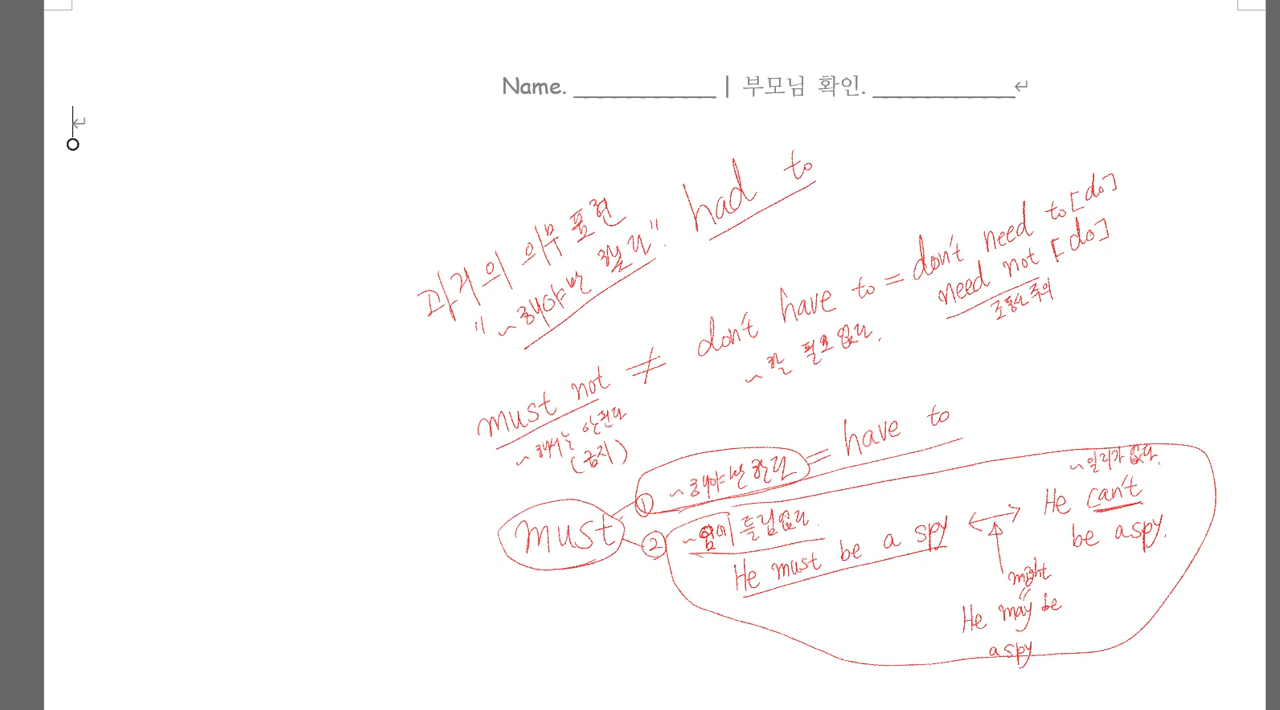 Name. ____________ | 부모님 확인. ____________
과거의 의무 표현
"~해야만 했다". had to
must not ≠ don't have to = don't need to [do]
need not [do]
조동사 주의
~할 필요없다.
~해서는 안된다
(금지)
must
① ~해야만 한다 = have to
② ~임에 틀림없다.
He must be a spy ↔ He can't be a spy.
~일리가 없다.
might
He may be
a spy